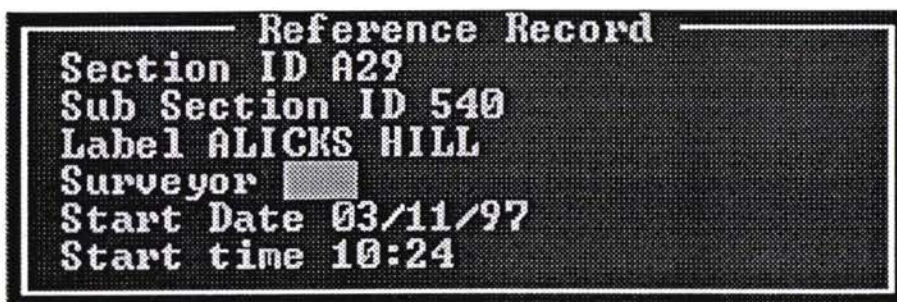 Reference Record
Section ID A29
Sub Section ID 540
Label ALICKS HILL
Surveyor
Start Date 03/11/97
Start time 10:24